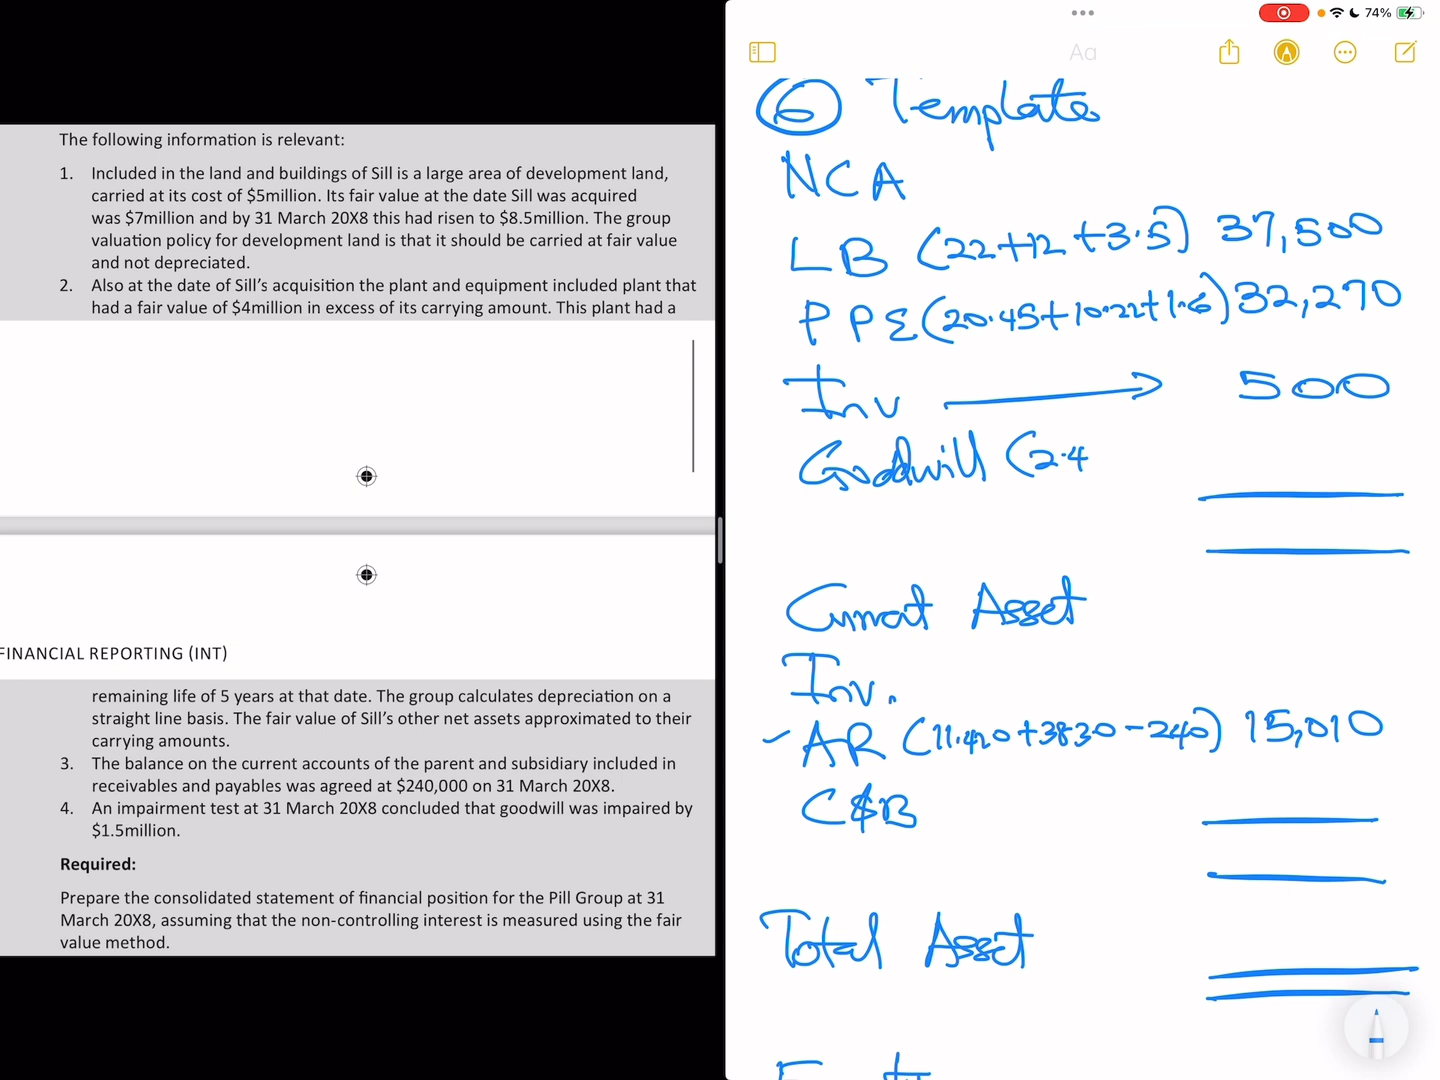 The following information is relevant:
1. Included in the land and buildings of Sill is a large area of development land,
carried at its cost of $5million. Its fair value at the date Sill was acquired
was $7million and by 31 March 20X8 this had risen to $8.5million. The group
valuation policy for development land is that it should be carried at fair value
and not depreciated.
2. Also at the date of Sill's acquisition the plant and equipment included plant that
had a fair value of $4million in excess of its carrying amount. This plant had a
FINANCIAL REPORTING (INT)
remaining life of 5 years at that date. The group calculates depreciation on a
straight line basis. The fair value of Sill's other net assets approximated to their
carrying amounts.
3. The balance on the current accounts of the parent and subsidiary included in
receivables and payables was agreed at $240,000 on 31 March 20X8.
4. An impairment test at 31 March 20X8 concluded that goodwill was impaired by
$1.5million.
Required:
Prepare the consolidated statement of financial position for the Pill Group at 31
March 20X8, assuming that the non-controlling interest is measured using the fair
value method.
74%
Aa
6 Template
NCA
LB (22+12+3.5) 37,500
PPE (20.45+10.22+1.6) 32,270
Inv → 500
Goodwill (2.4
Current Asset
Inv.
AR (11.420+3830-240) 15,010
C$B
Total Asset